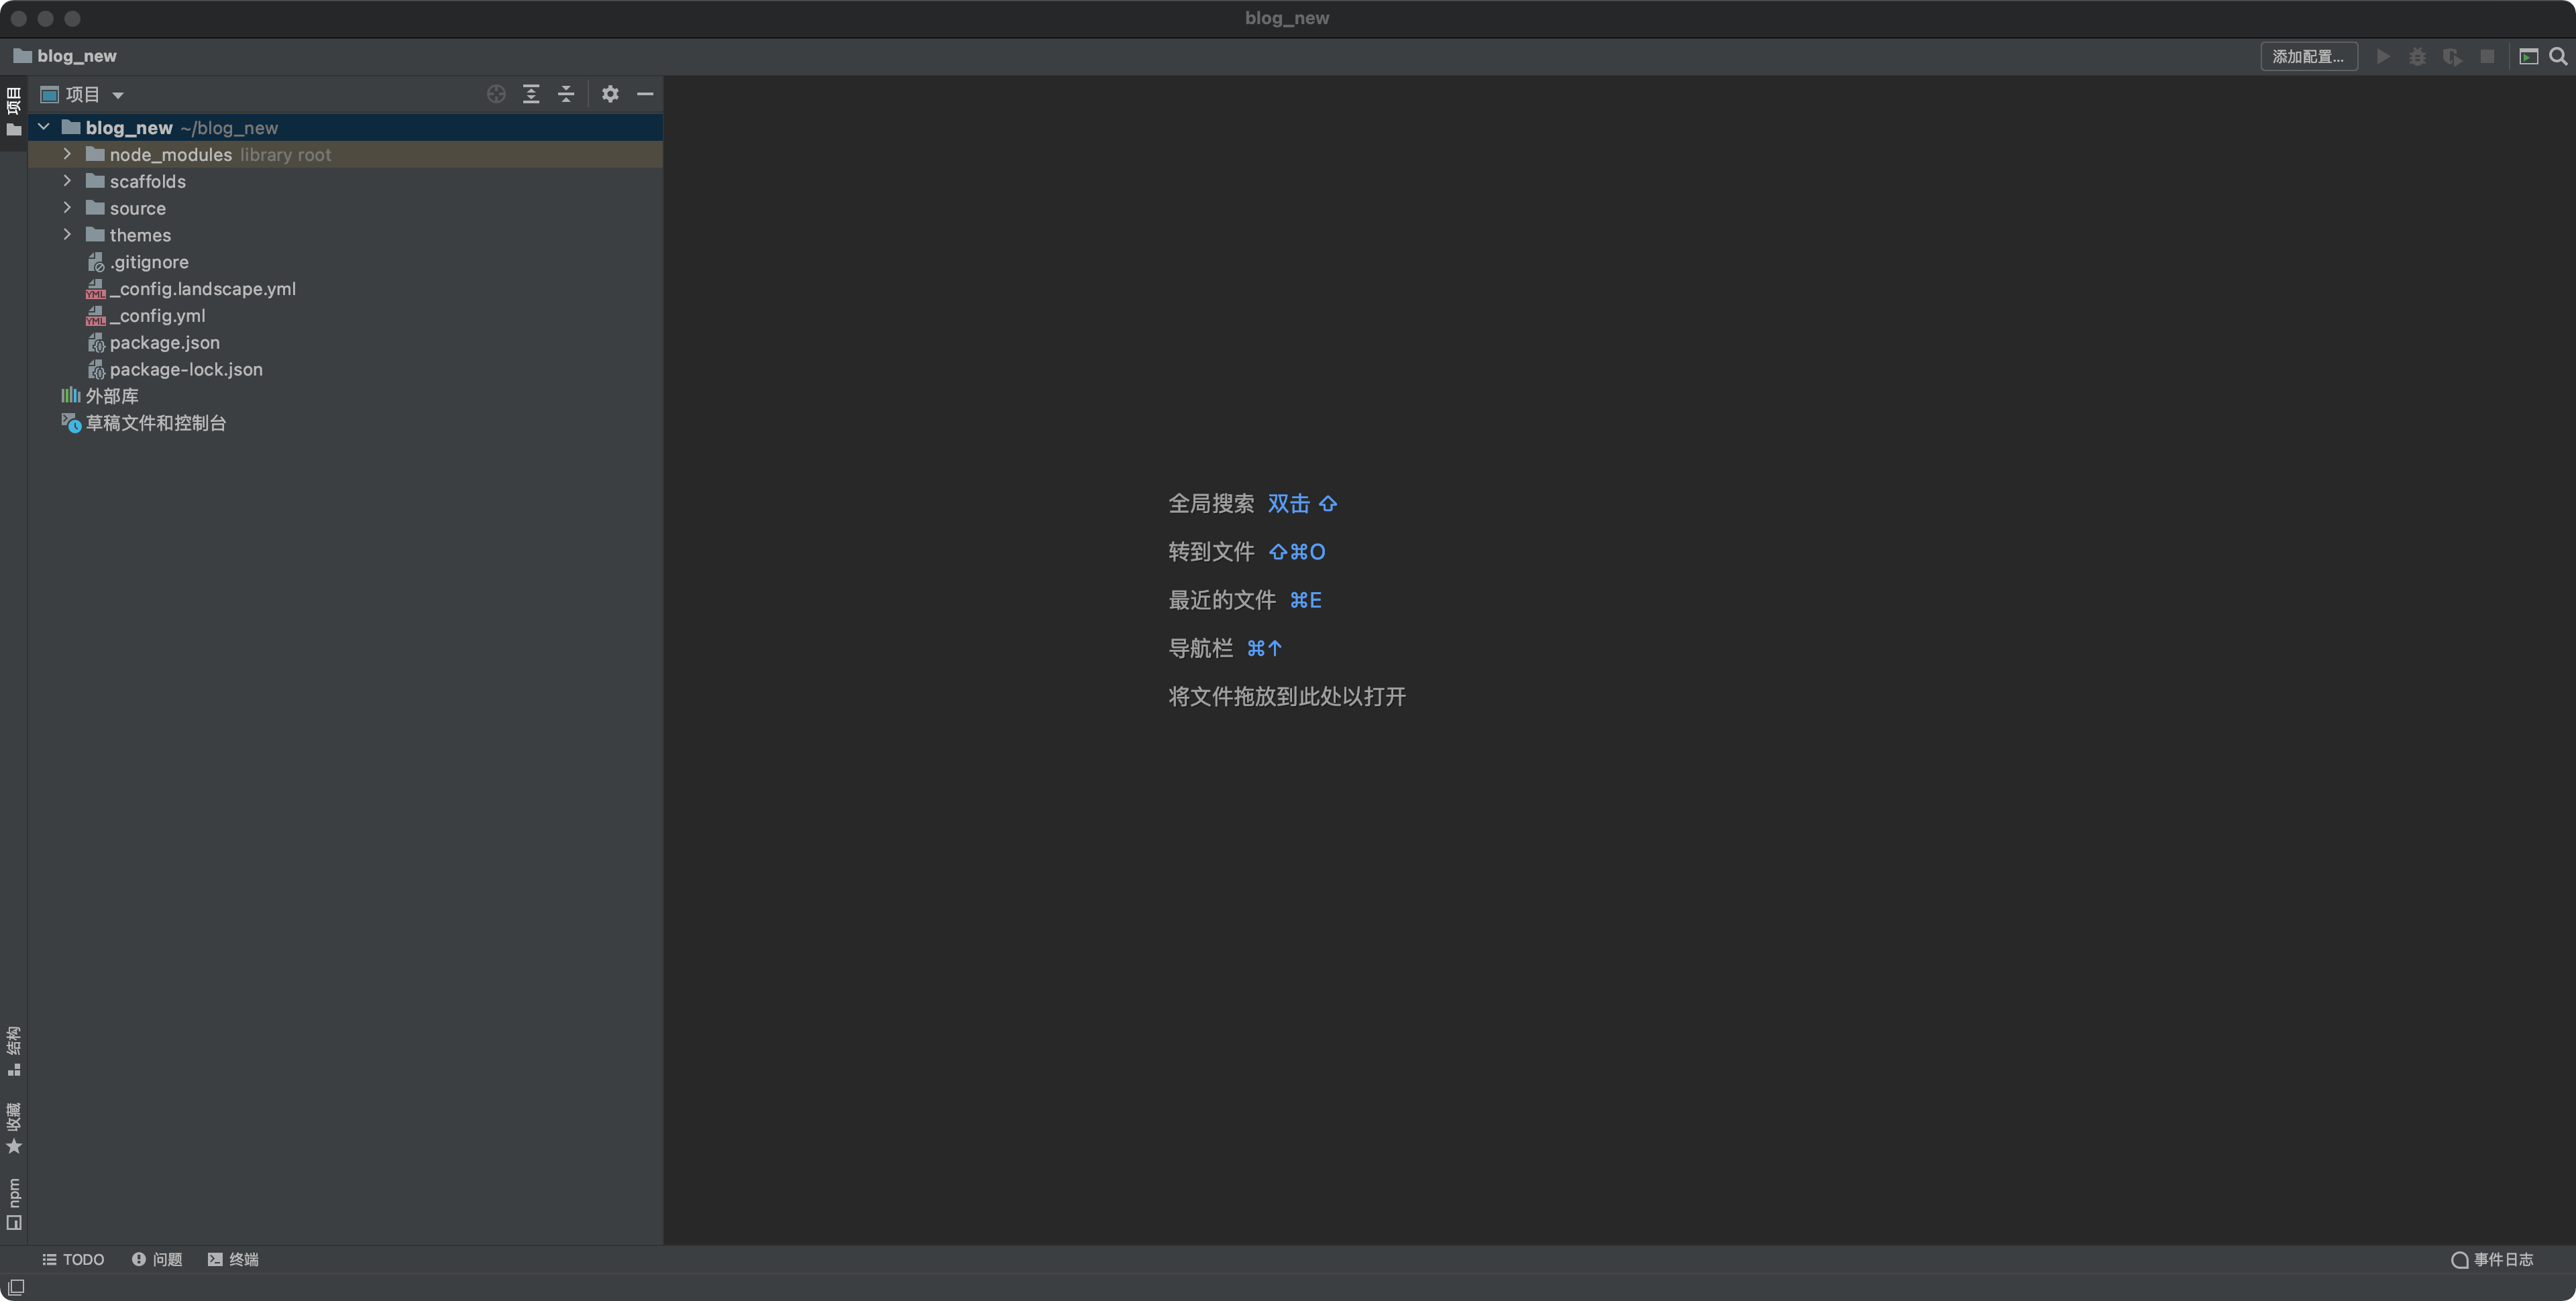 blog_new
blog_new
添加配置...
项目
项目
blog_new ~/blog_new
node_modules library root
scaffolds
source
themes
.gitignore
_config.landscape.yml
_config.yml
package.json
package-lock.json
外部库
草稿文件和控制台
全局搜索 双击 ⇧
转到文件 ⇧⌘O
最近的文件 ⌘E
导航栏 ⌘↑
将文件拖放到此处以打开
结构
收藏
npm
TODO
问题
终端
事件日志